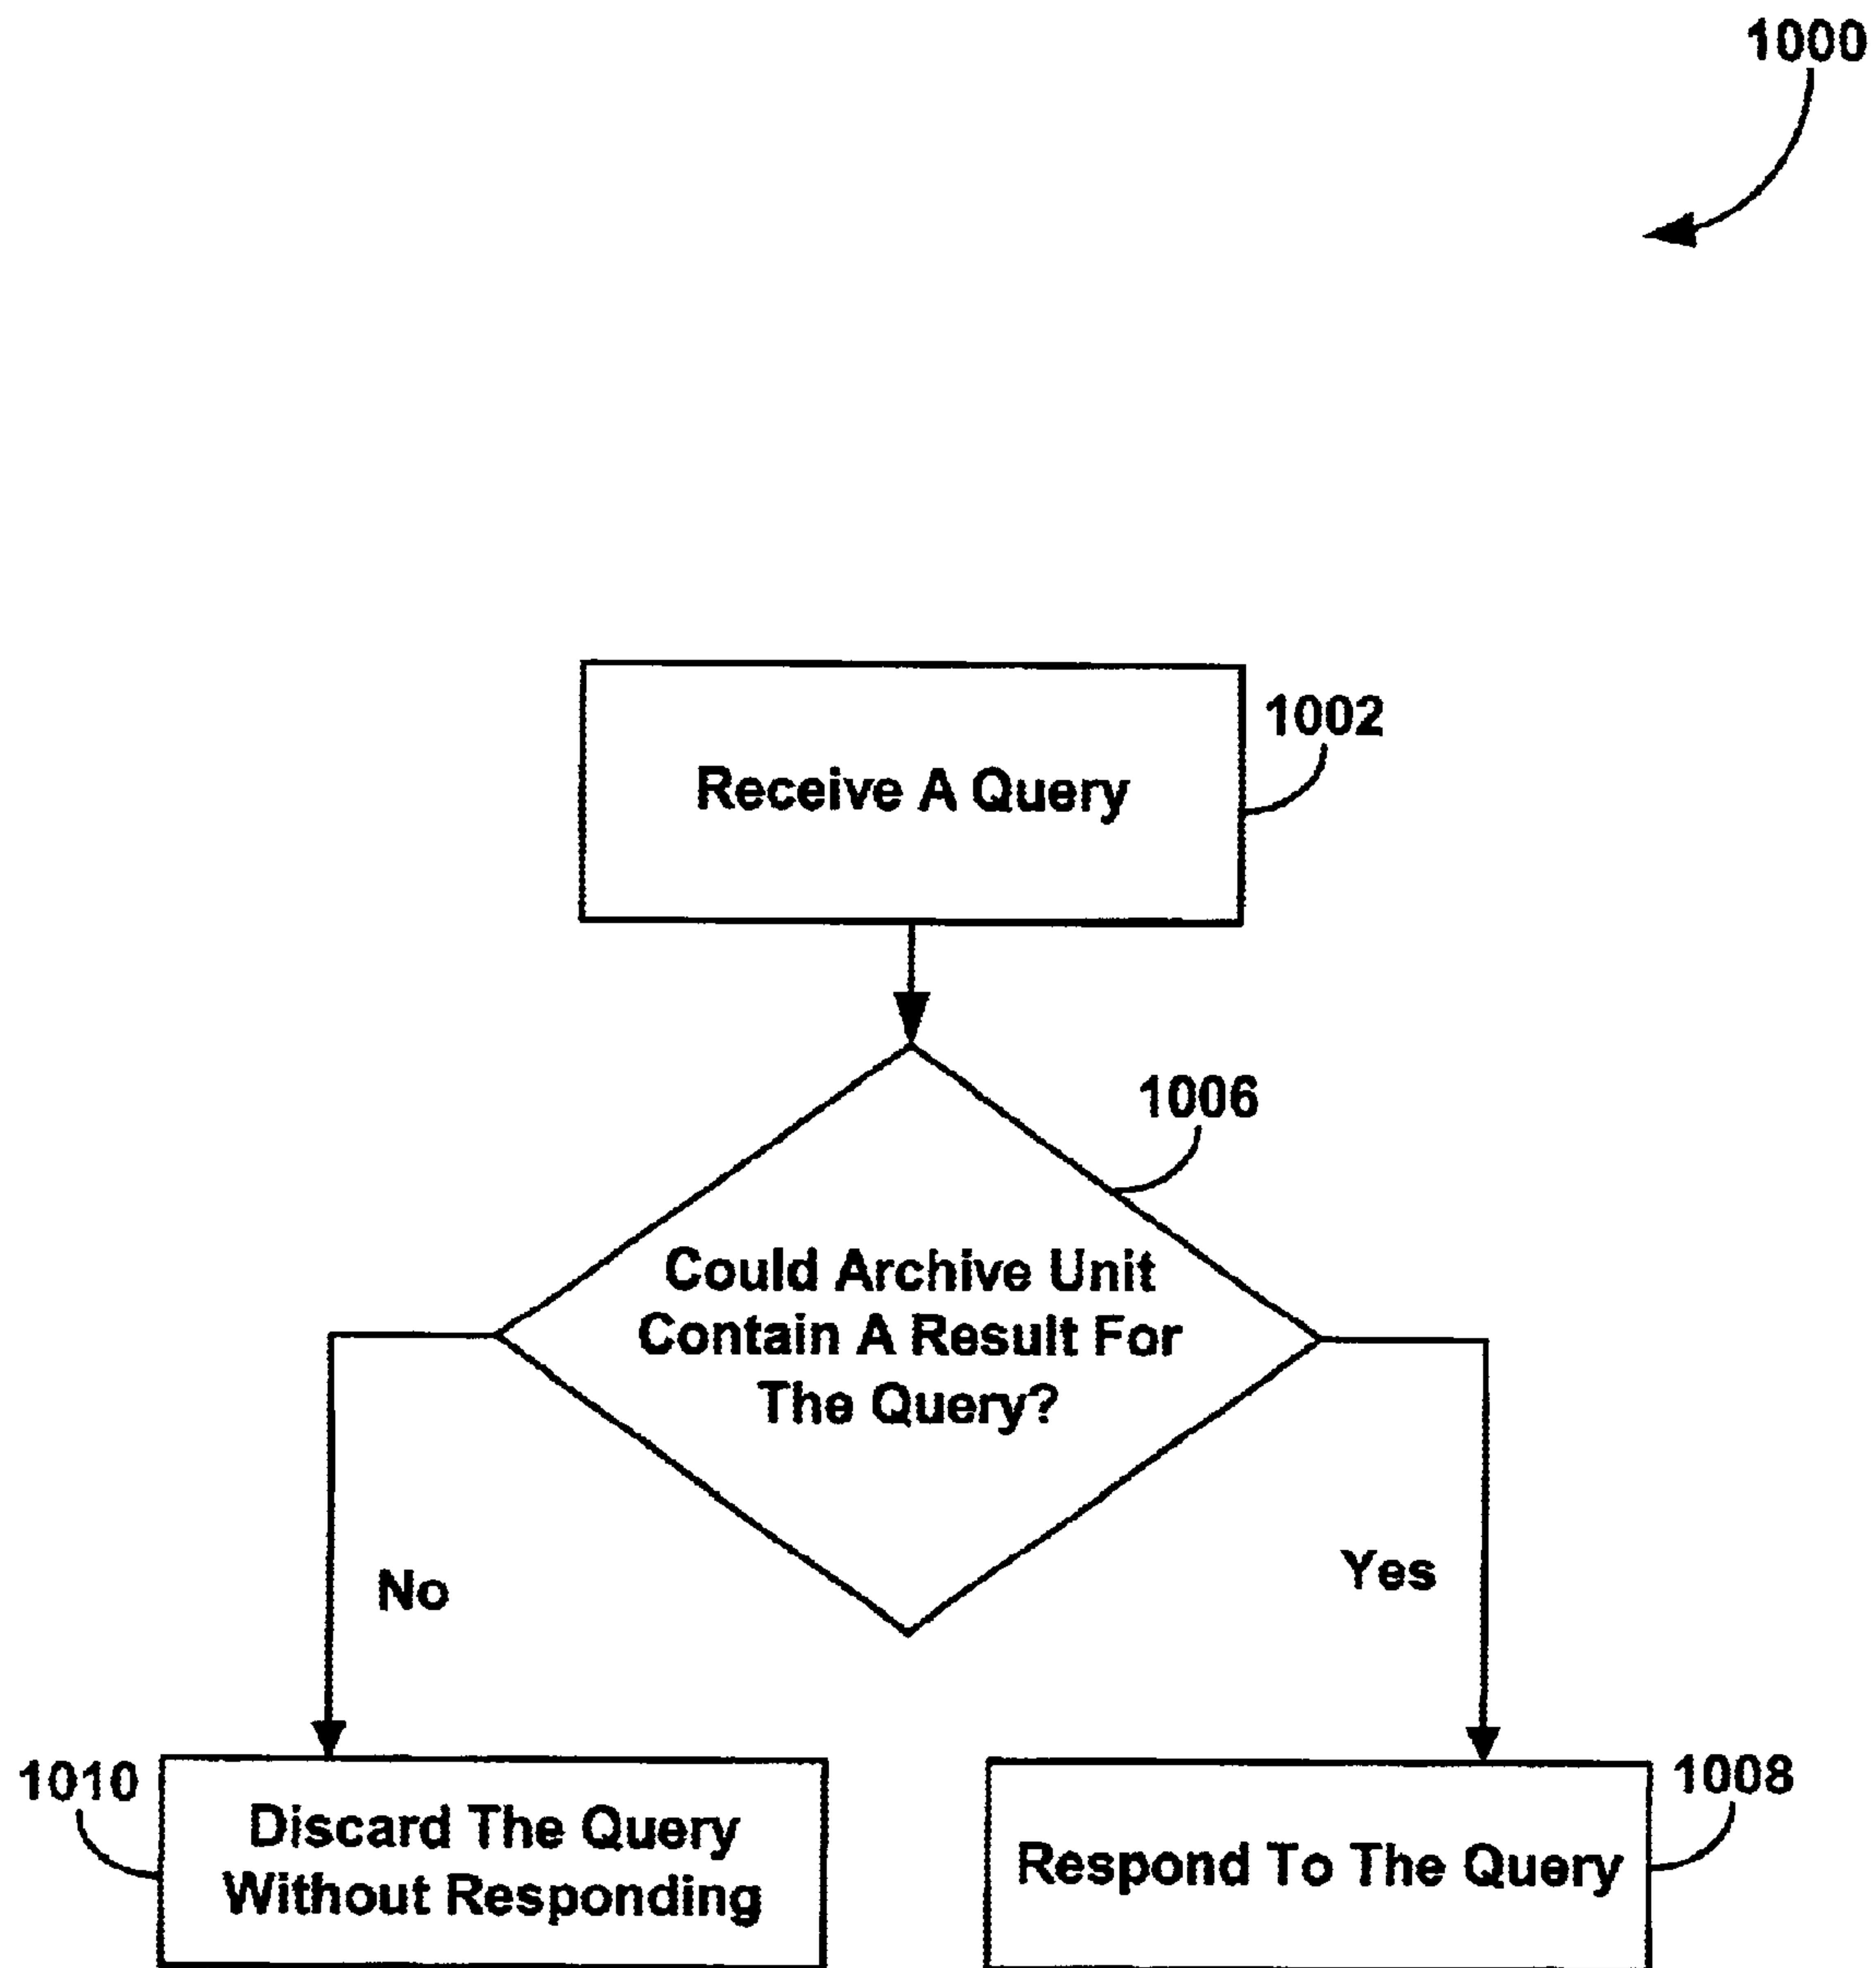 1000
Receive A Query
1002
1006
Could Archive Unit
Contain A Result For
The Query?
No
Yes
1010
Discard The Query
Without Responding
Respond To The Query
1008